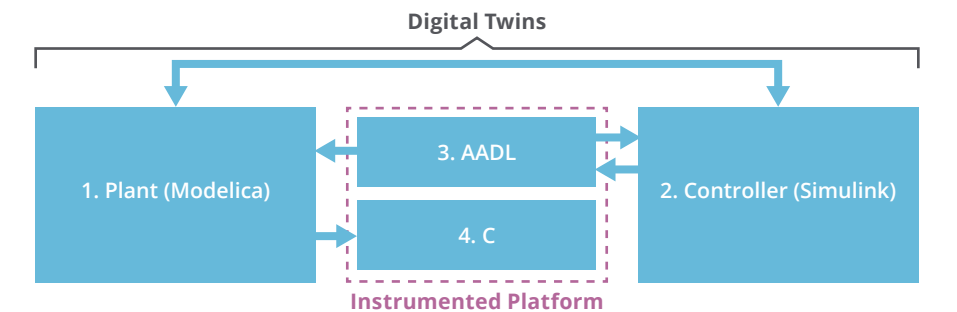 Digital Twins
3. AADL
1. Plant (Modelica)
2. Controller (Simulink)
4. C
Instrumented Platform